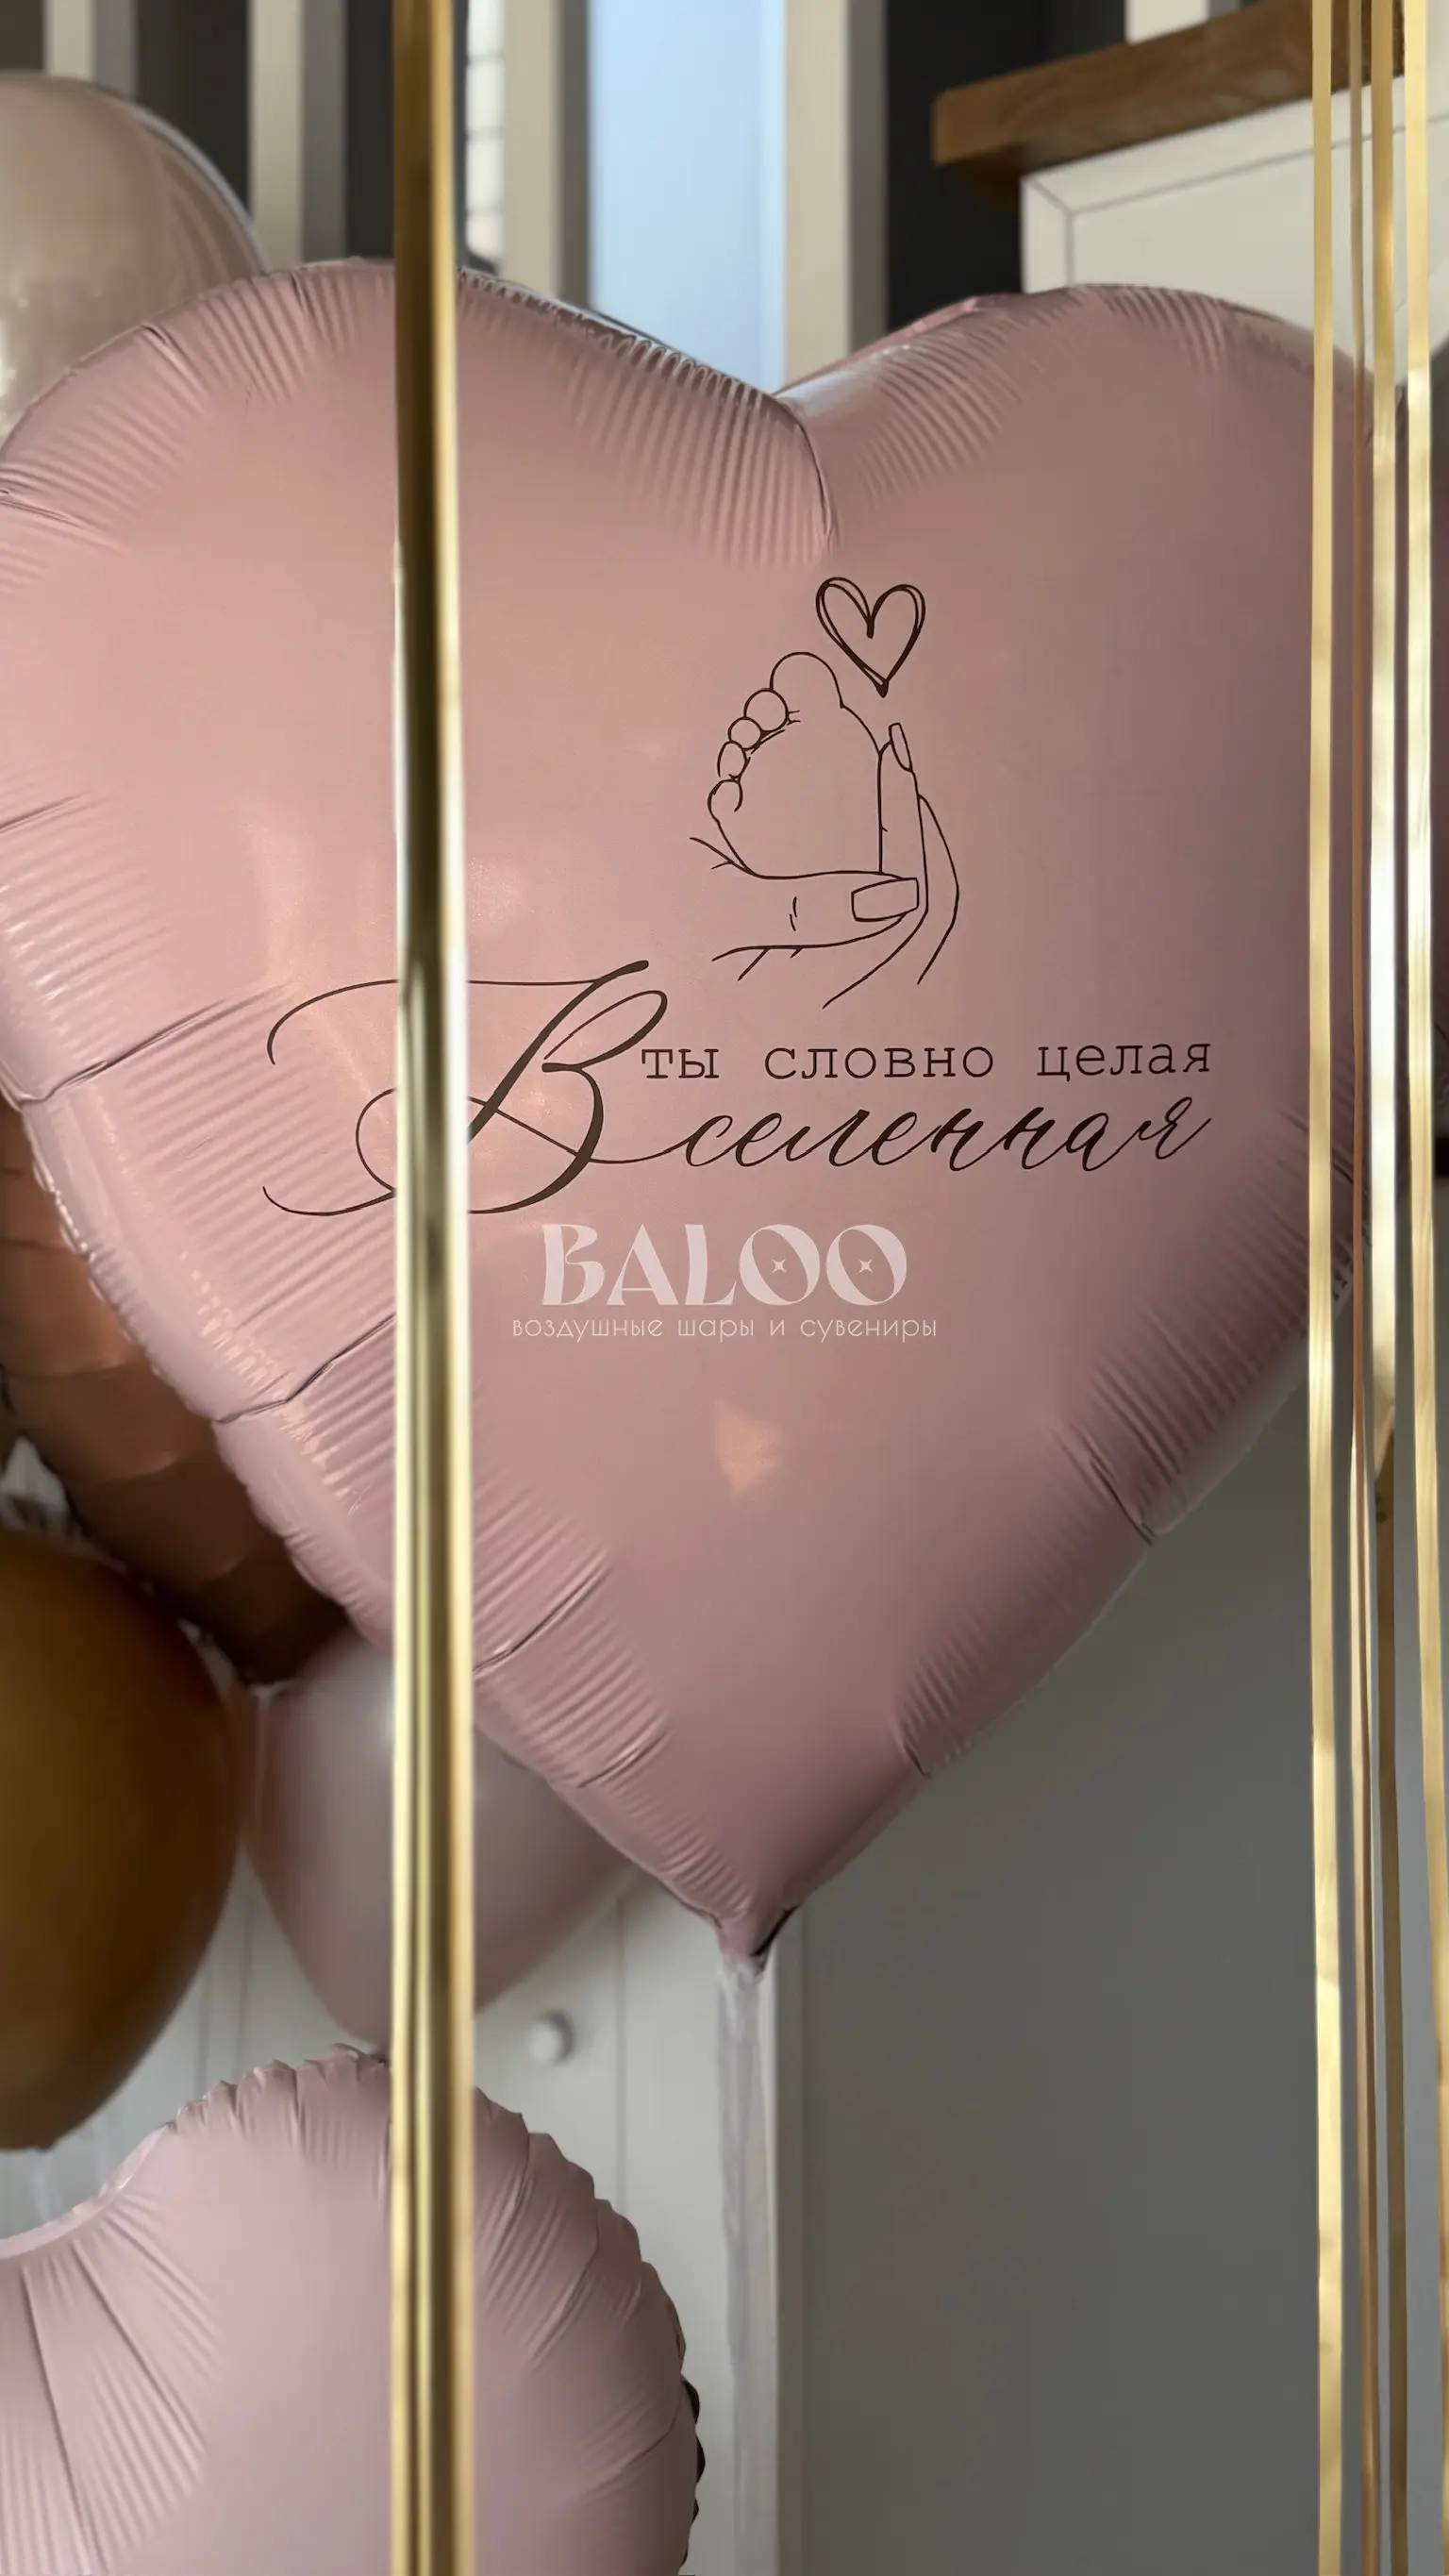 ты словно целая
Вселенная
BALOO
воздушные шары и сувениры